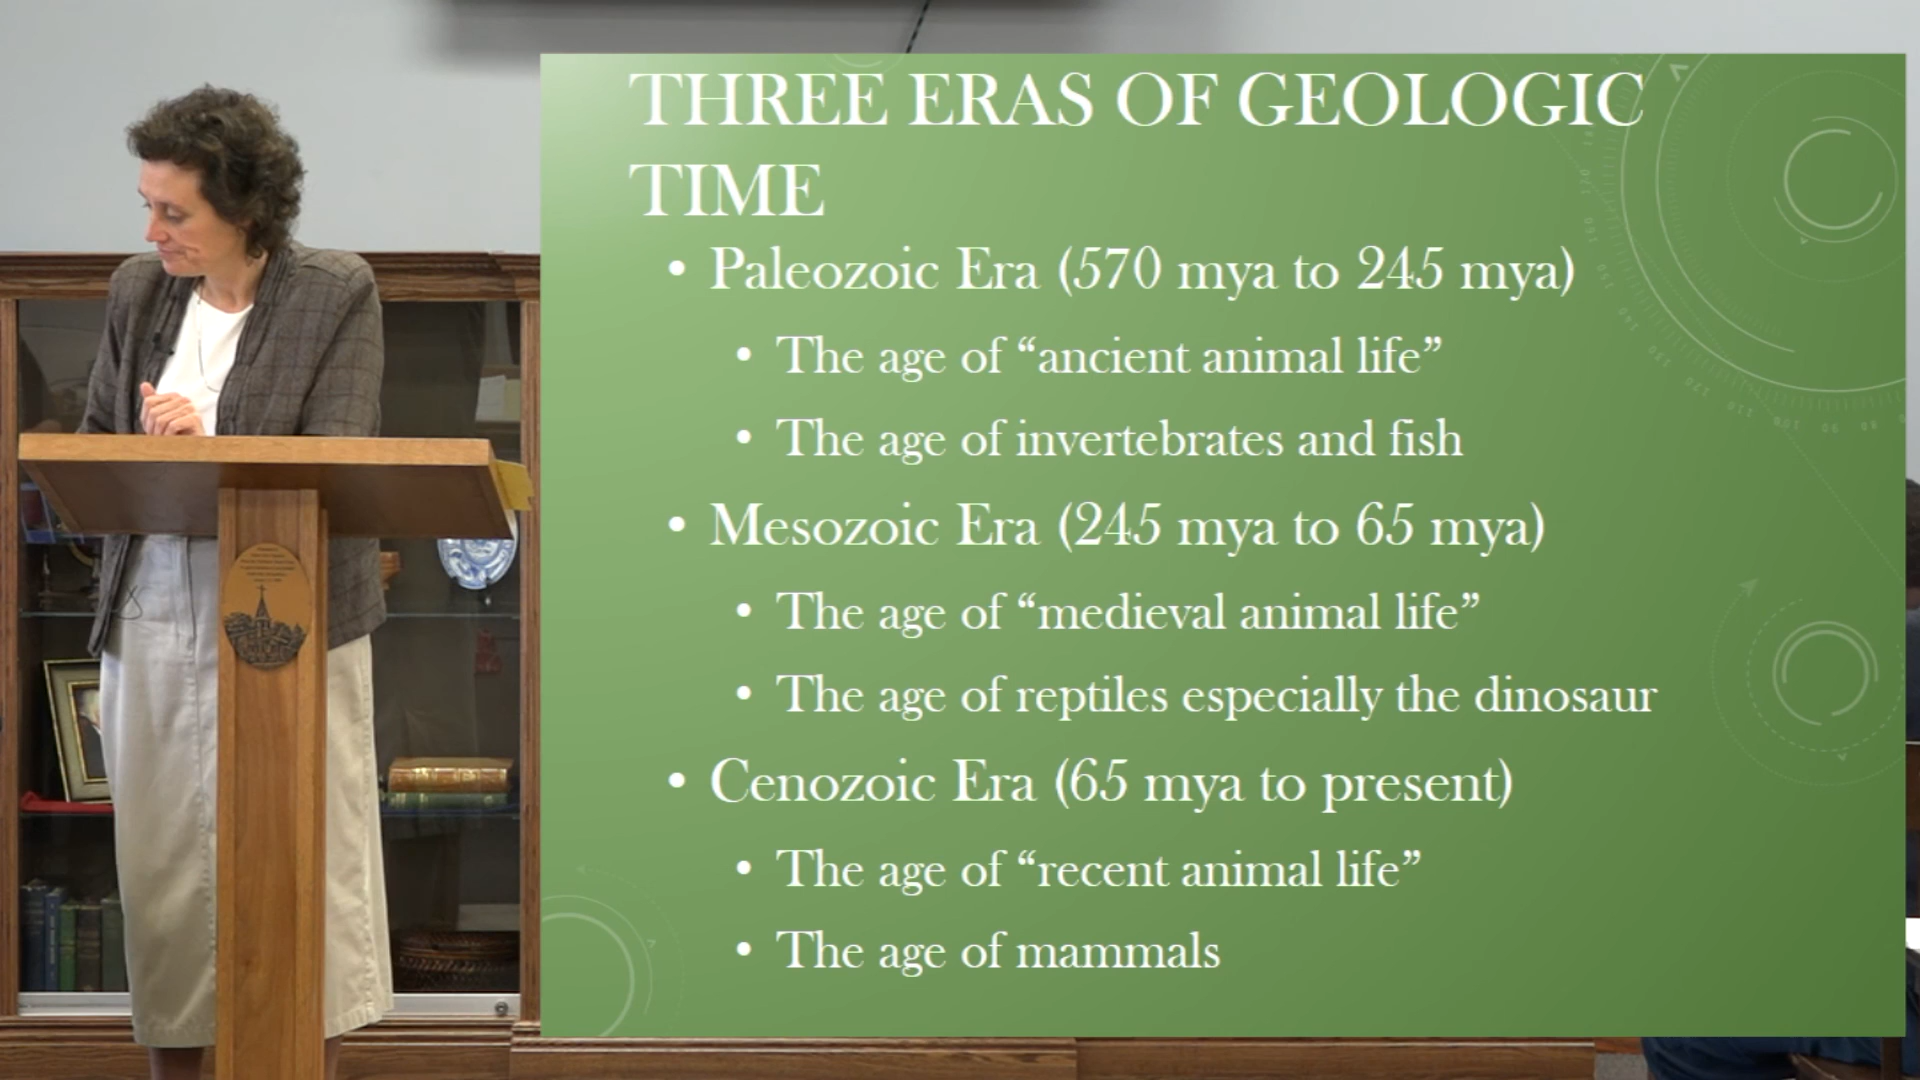 THREE ERAS OF GEOLOGIC
TIME
• Paleozoic Era (570 mya to 245 mya)
• The age of “ancient animal life”
• The age of invertebrates and fish
• Mesozoic Era (245 mya to 65 mya)
• The age of “medieval animal life”
• The age of reptiles especially the dinosaur
• Cenozoic Era (65 mya to present)
• The age of “recent animal life”
• The age of mammals